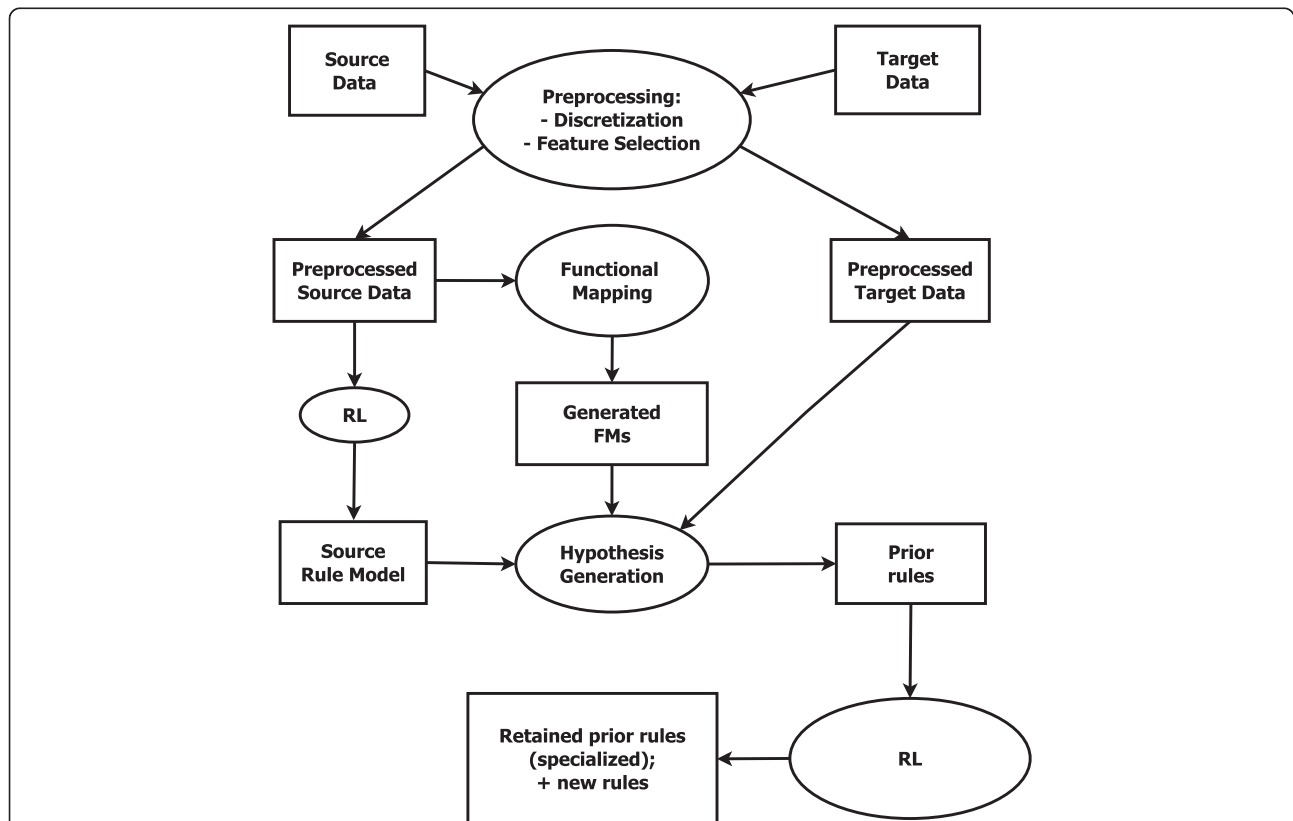 Source
Data
Target
Data
Preprocessing:
- Discretization
- Feature Selection
Preprocessed
Source Data
Functional
Mapping
Preprocessed
Target Data
RL
Generated
FMs
Source
Rule Model
Hypothesis
Generation
Prior
rules
Retained prior rules
(specialized);
+ new rules
RL